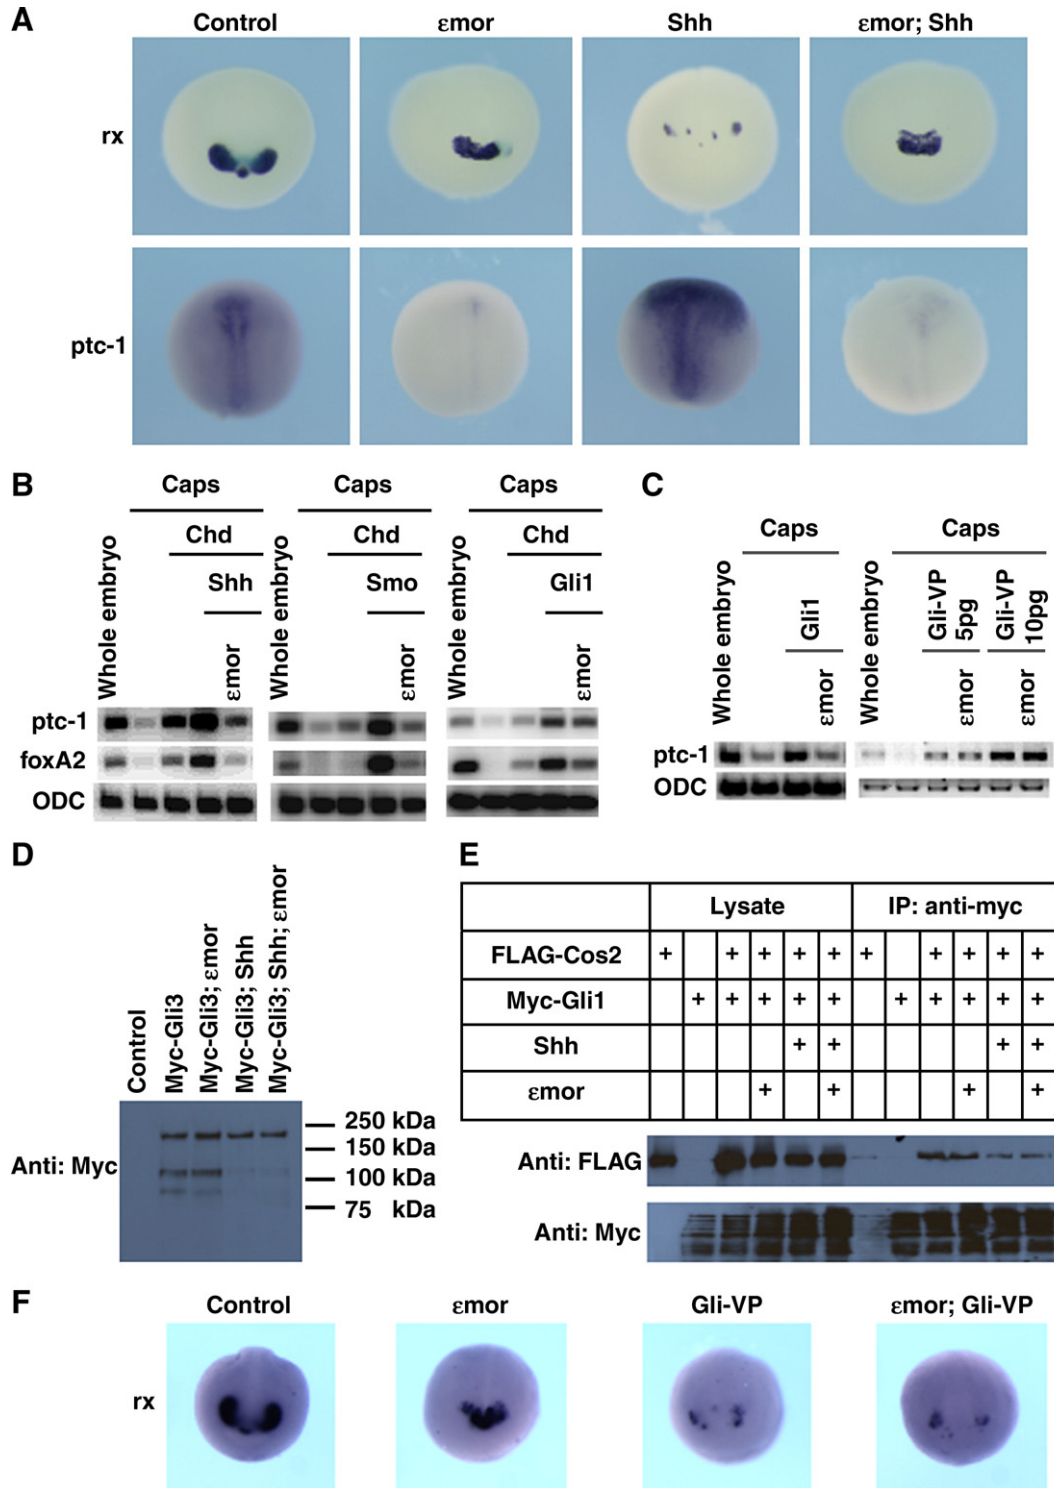 A
Control εmor Shh εmor; Shh
rx
ptc-1
B
Caps Caps Caps
Chd Chd Chd
Shh Smo Gli1
Whole embryo εmor Whole embryo εmor Whole embryo εmor
ptc-1
foxA2
ODC
C
Caps Caps
Whole embryo Gli1 εmor Whole embryo Gli-VP 5pg εmor Gli-VP 10pg εmor
ptc-1
ODC
D
Control Myc-Gli3 Myc-Gli3; εmor Myc-Gli3; Shh Myc-Gli3; Shh; εmor
250 kDa
150 kDa
100 kDa
75 kDa
Anti: Myc
E
Lysate IP: anti-myc
FLAG-Cos2 + + + + + + + + + +
Myc-Gli1 + + + + + + + + + +
Shh + + + +
εmor + + + +
Anti: FLAG
Anti: Myc
F
Control εmor Gli-VP εmor; Gli-VP
rx